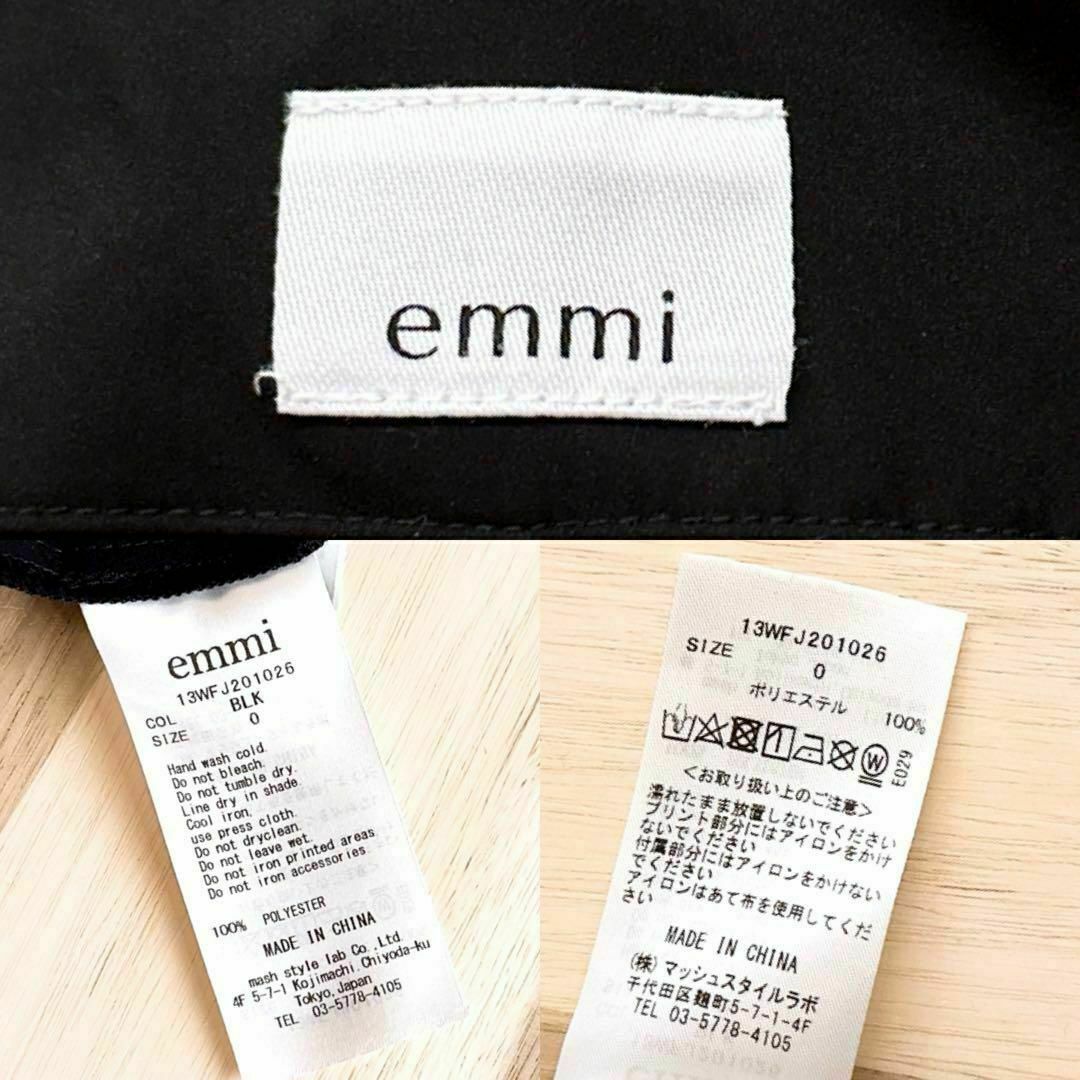 emmi
emmi
13WFJ201026
COL BLK
SIZE 0
Hand wash cold.
Do not bleach.
Do not tumble dry.
Line dry in shade.
Cool iron,
use press cloth.
Do not dryclean.
Do not leave wet.
Do not iron printed areas.
Do not iron accessories.
100% POLYESTER
MADE IN CHINA
mash style lab Co.,Ltd.
4F 5-7-1 Kojimachi,Chiyoda-ku
Tokyo,Japan
TEL 03-5778-4105
13WFJ201026
SIZE 0
ポリエステル 100%
W
E029
<お取り扱い上のご注意>
濡れたまま放置しないでください
プリント部分にはアイロンをかけ
ないでください
付属部分にはアイロンをかけない
でください
アイロンはあて布を使用してくだ
さい
MADE IN CHINA
(株)マッシュスタイルラボ
千代田区麹町5-7-1-4F
TEL 03-5778-4105